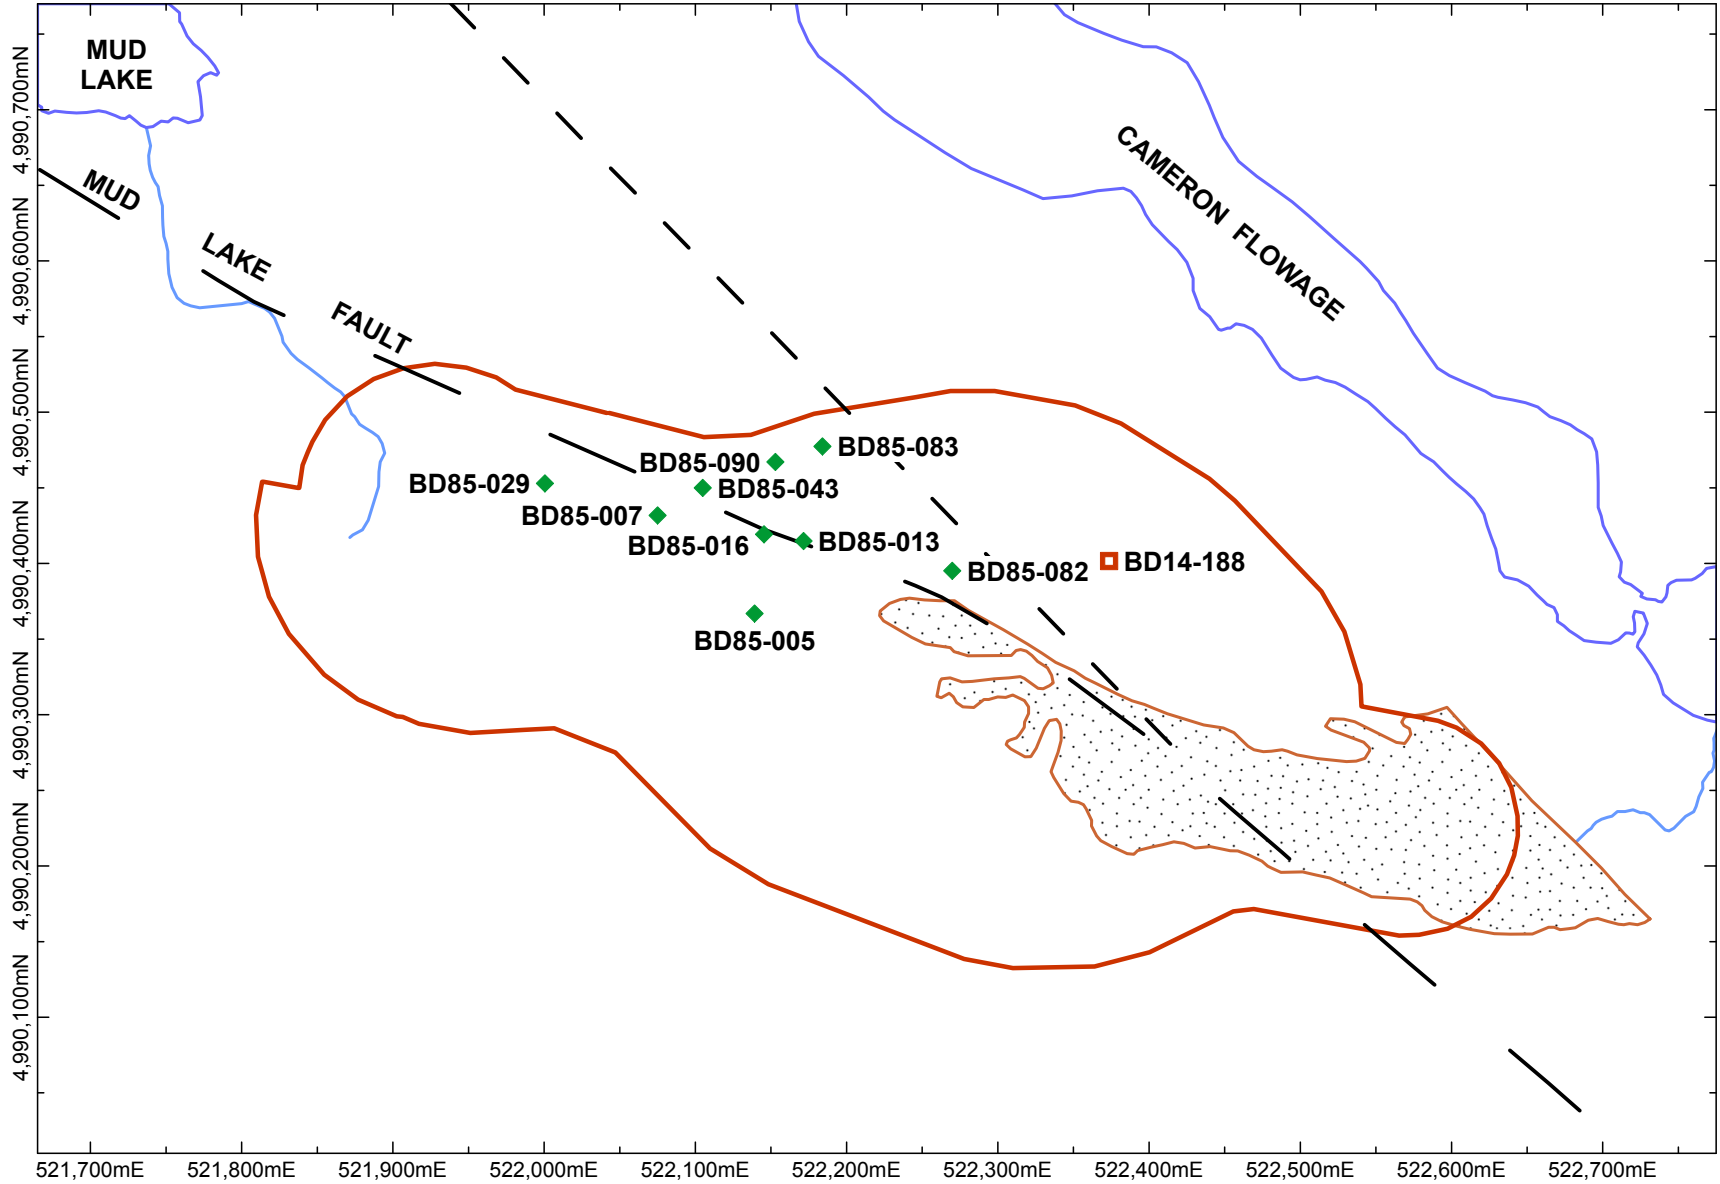 MUD
LAKE
MUD
LAKE
FAULT
CAMERON FLOWAGE
BD85-083
BD85-090
BD85-029
BD85-043
BD85-007
BD85-016
BD85-013
BD14-188
BD85-082
BD85-005
4,990,700mN
4,990,600mN
4,990,500mN
4,990,400mN
4,990,300mN
4,990,200mN
4,990,100mN
521,700mE
521,800mE
521,900mE
522,000mE
522,100mE
522,200mE
522,300mE
522,400mE
522,500mE
522,600mE
522,700mE